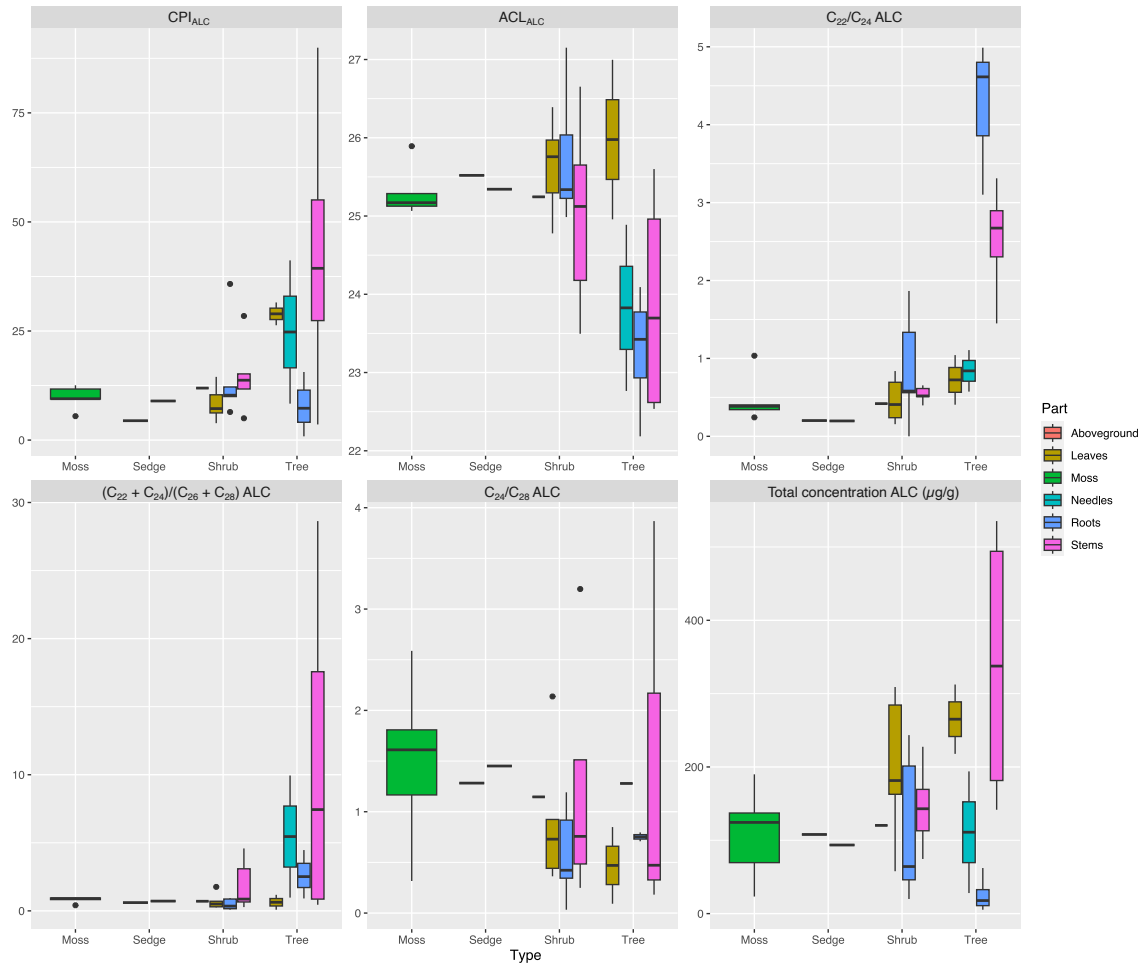 CPI_ALC
75
50
25
0
Moss Sedge Shrub Tree
ACL_ALC
27
26
25
24
23
22
Moss Sedge Shrub Tree
C₂₂/C₂₄ ALC
5
4
3
2
1
0
Moss Sedge Shrub Tree
(C₂₂ + C₂₄)/(C₂₆ + C₂₈) ALC
30
20
10
0
Moss Sedge Shrub Tree
C₂₄/C₂₈ ALC
4
3
2
1
0
Moss Sedge Shrub Tree
Total concentration ALC (µg/g)
400
200
0
Moss Sedge Shrub Tree
Type
Part
Aboveground
Leaves
Moss
Needles
Roots
Stems